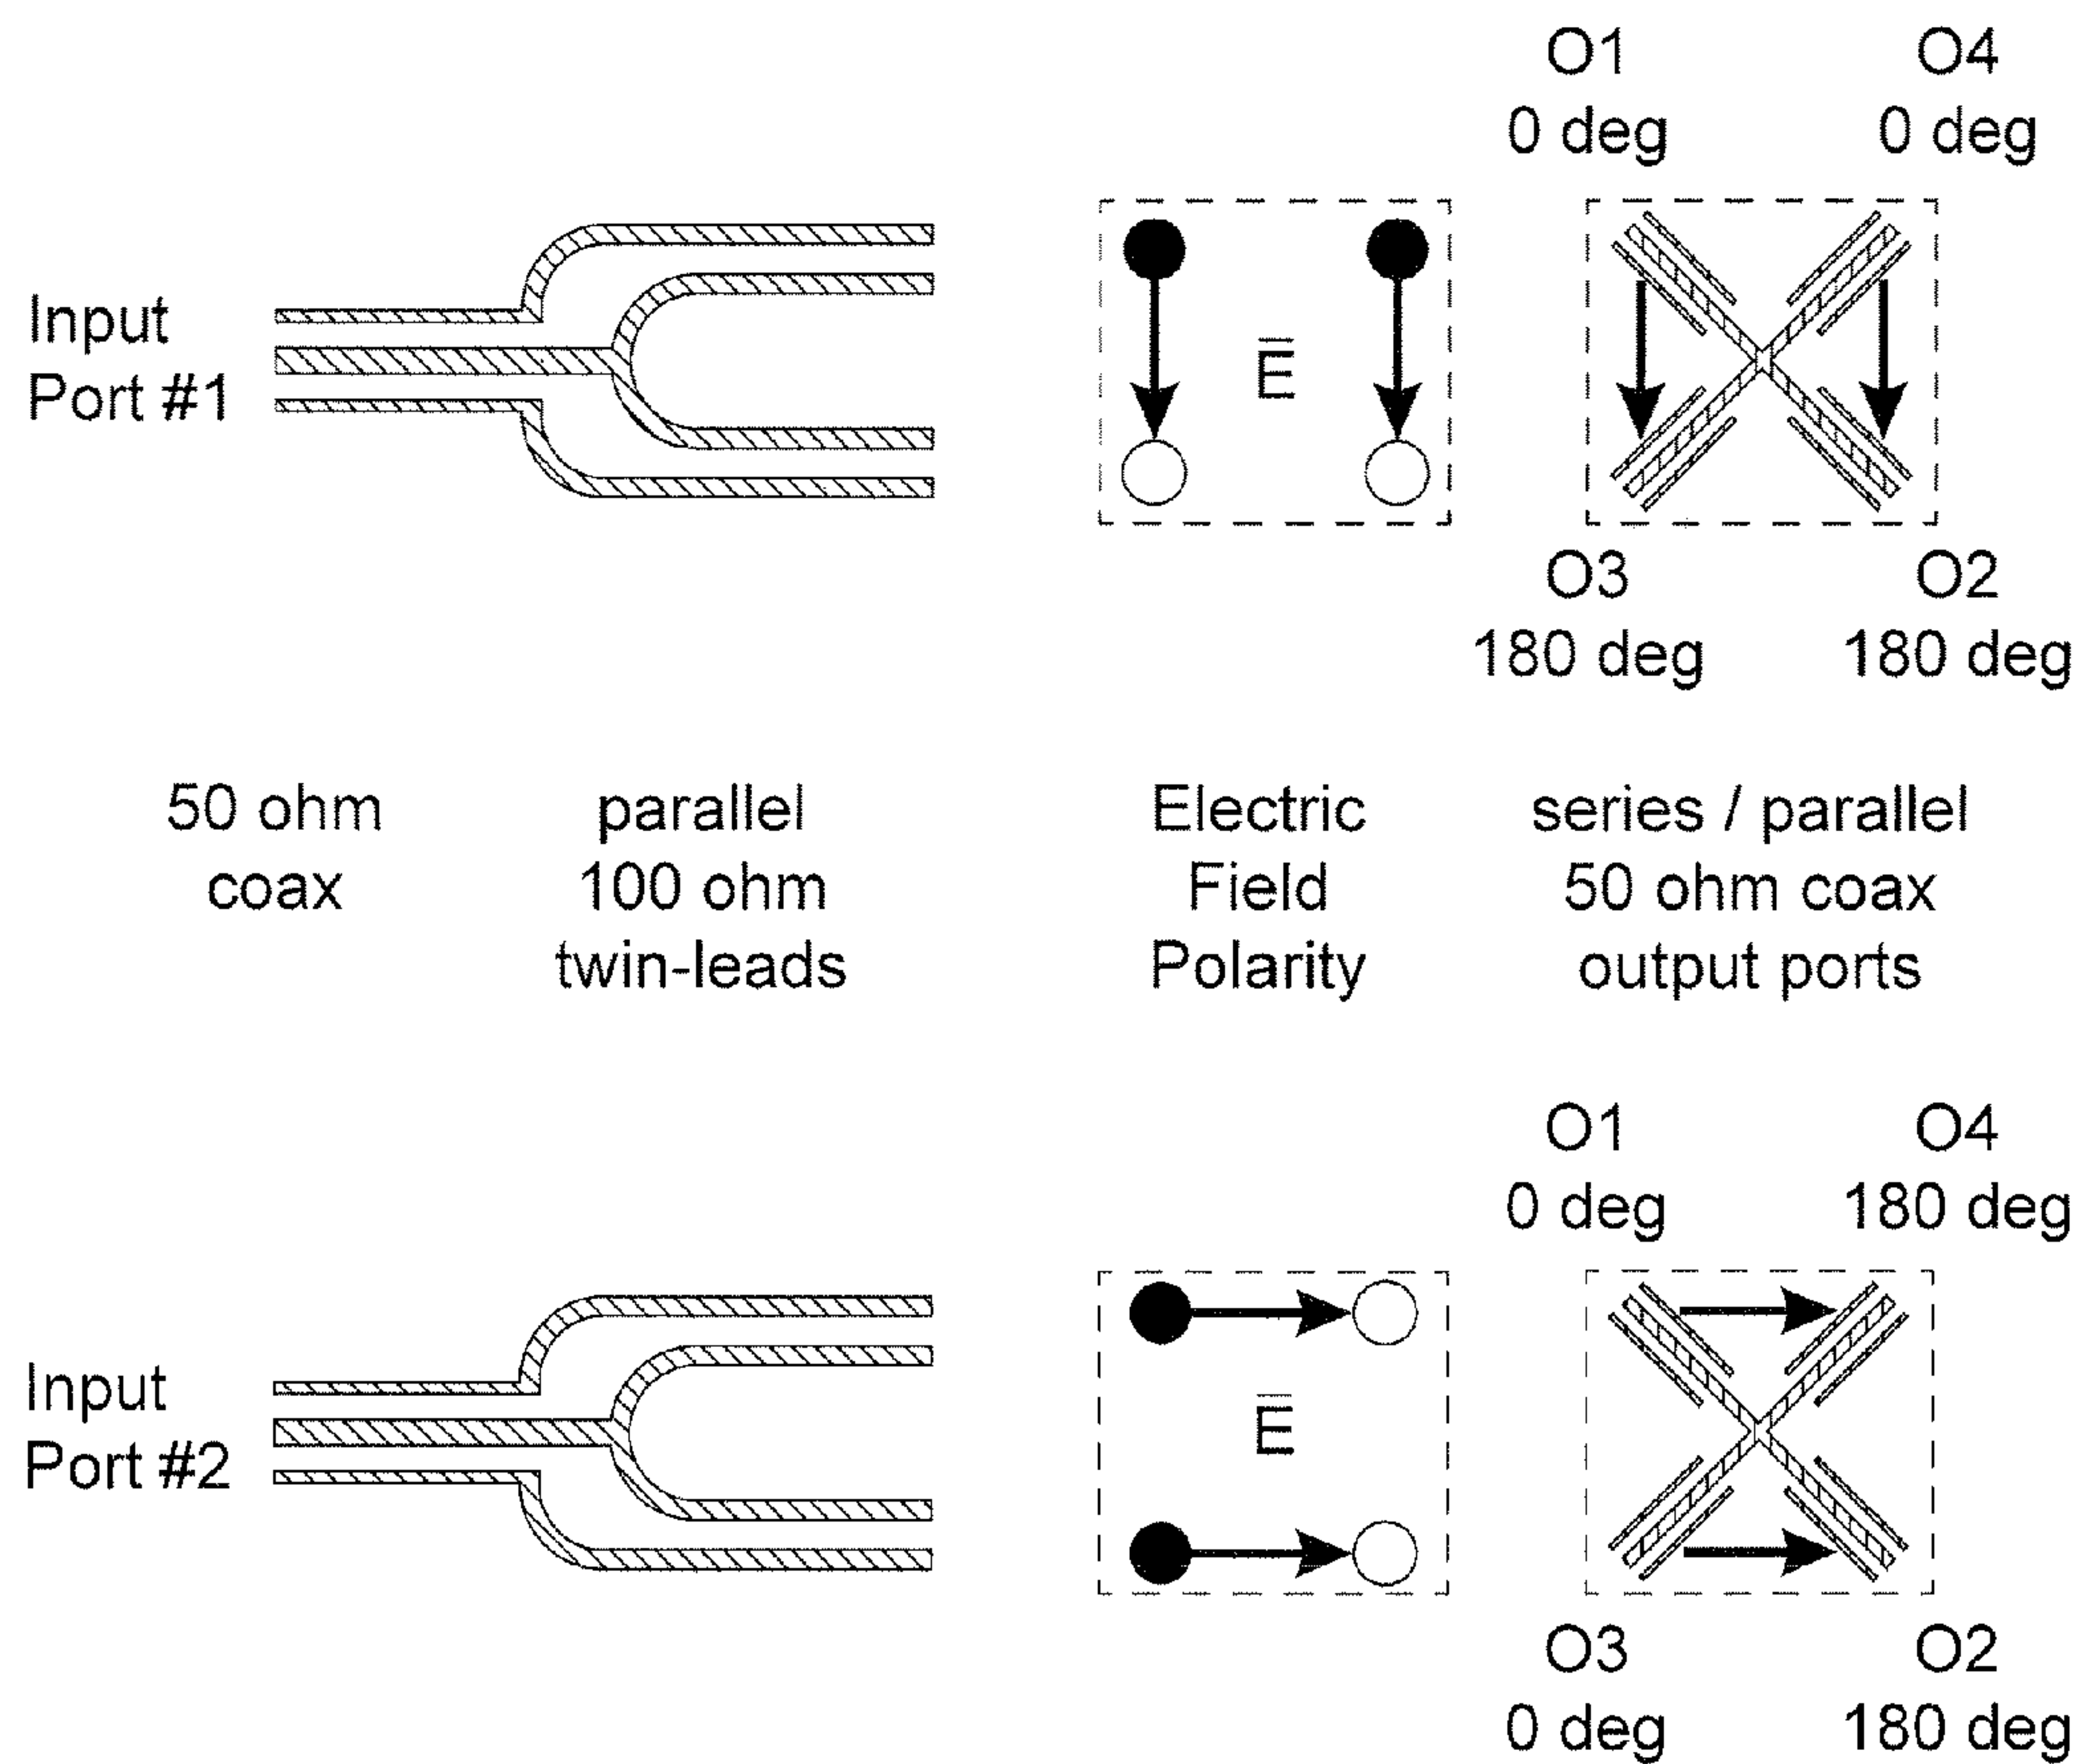 O1
0 deg
O4
0 deg
Input
Port #1
E
O3
180 deg
O2
180 deg
50 ohm
coax
parallel
100 ohm
twin-leads
Electric
Field
Polarity
series / parallel
50 ohm coax
output ports
O1
0 deg
O4
180 deg
Input
Port #2
E
O3
0 deg
O2
180 deg